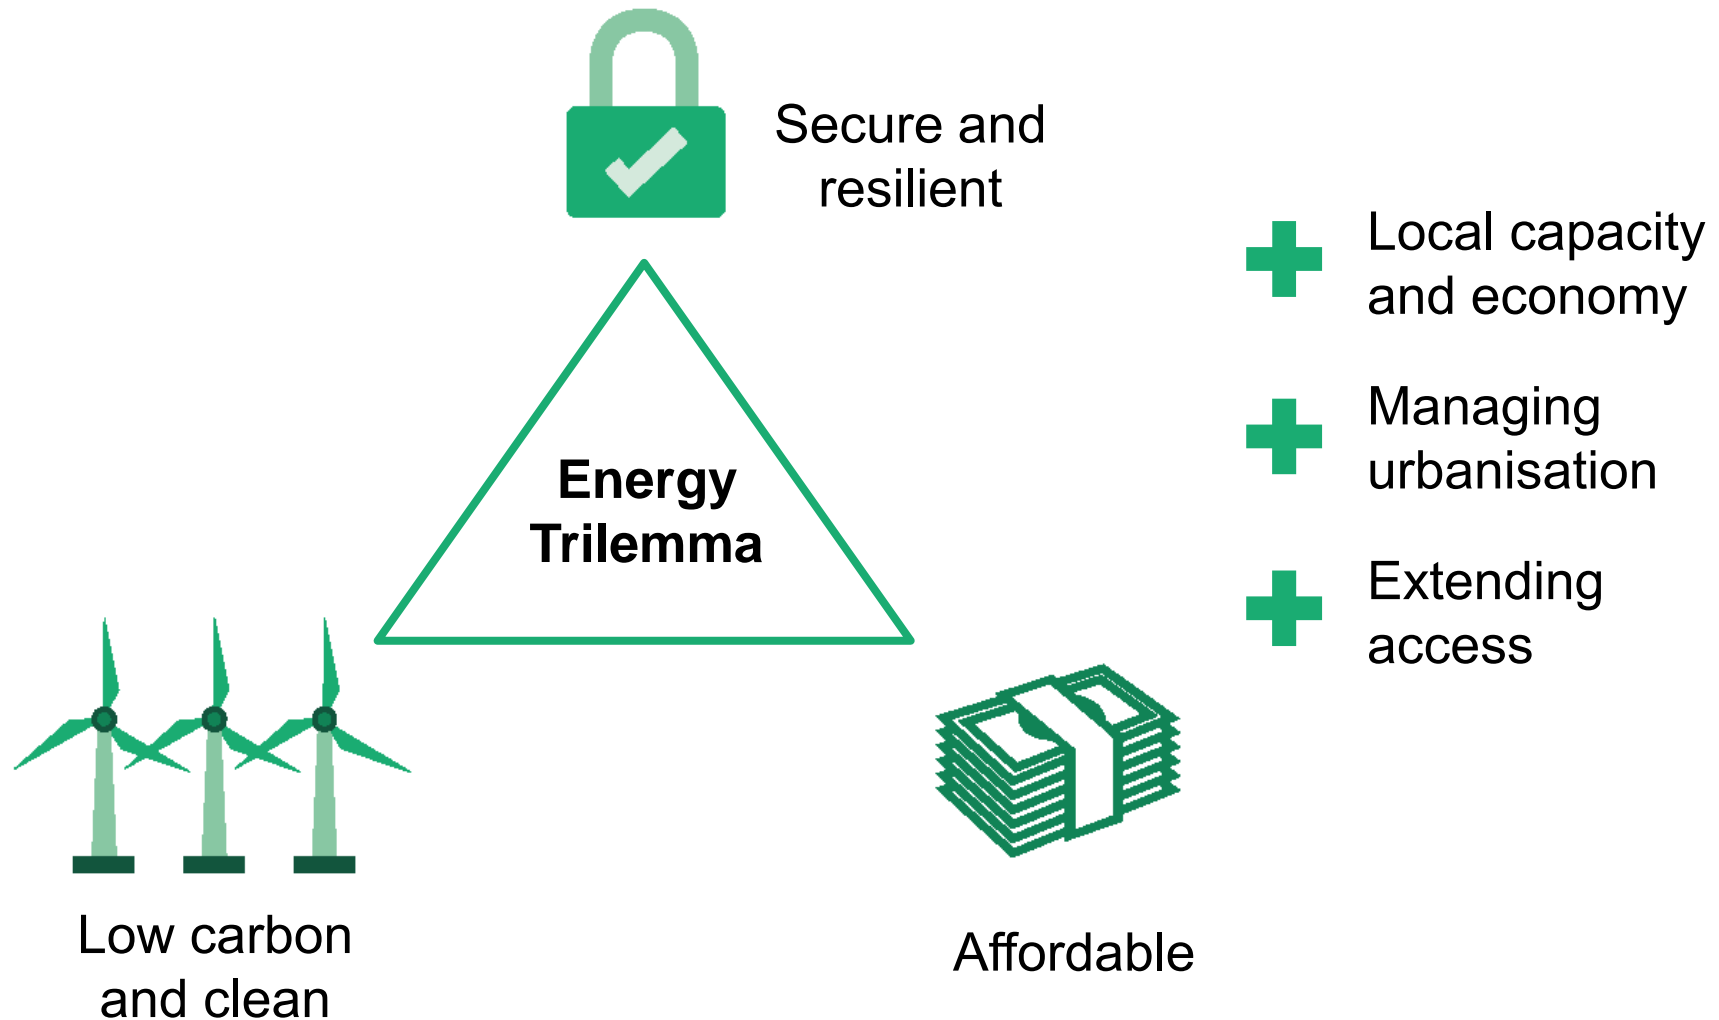 Secure and
resilient
Energy
Trilemma
Low carbon
and clean
Affordable
Local capacity
and economy
Managing
urbanisation
Extending
access